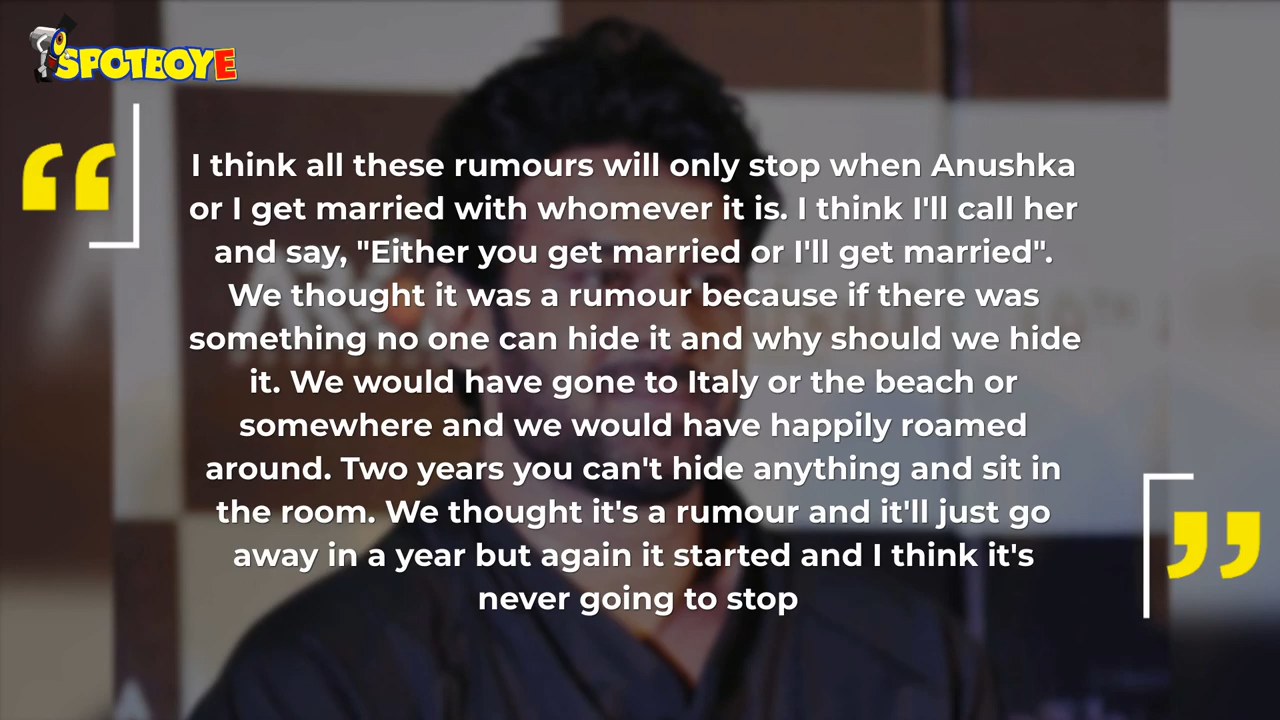 SPOTBOYE
“
I think all these rumours will only stop when Anushka
or I get married with whomever it is. I think I'll call her
and say, "Either you get married or I'll get married".
We thought it was a rumour because if there was
something no one can hide it and why should we hide
it. We would have gone to Italy or the beach or
somewhere and we would have happily roamed
around. Two years you can't hide anything and sit in
the room. We thought it's a rumour and it'll just go
away in a year but again it started and I think it's
never going to stop
”